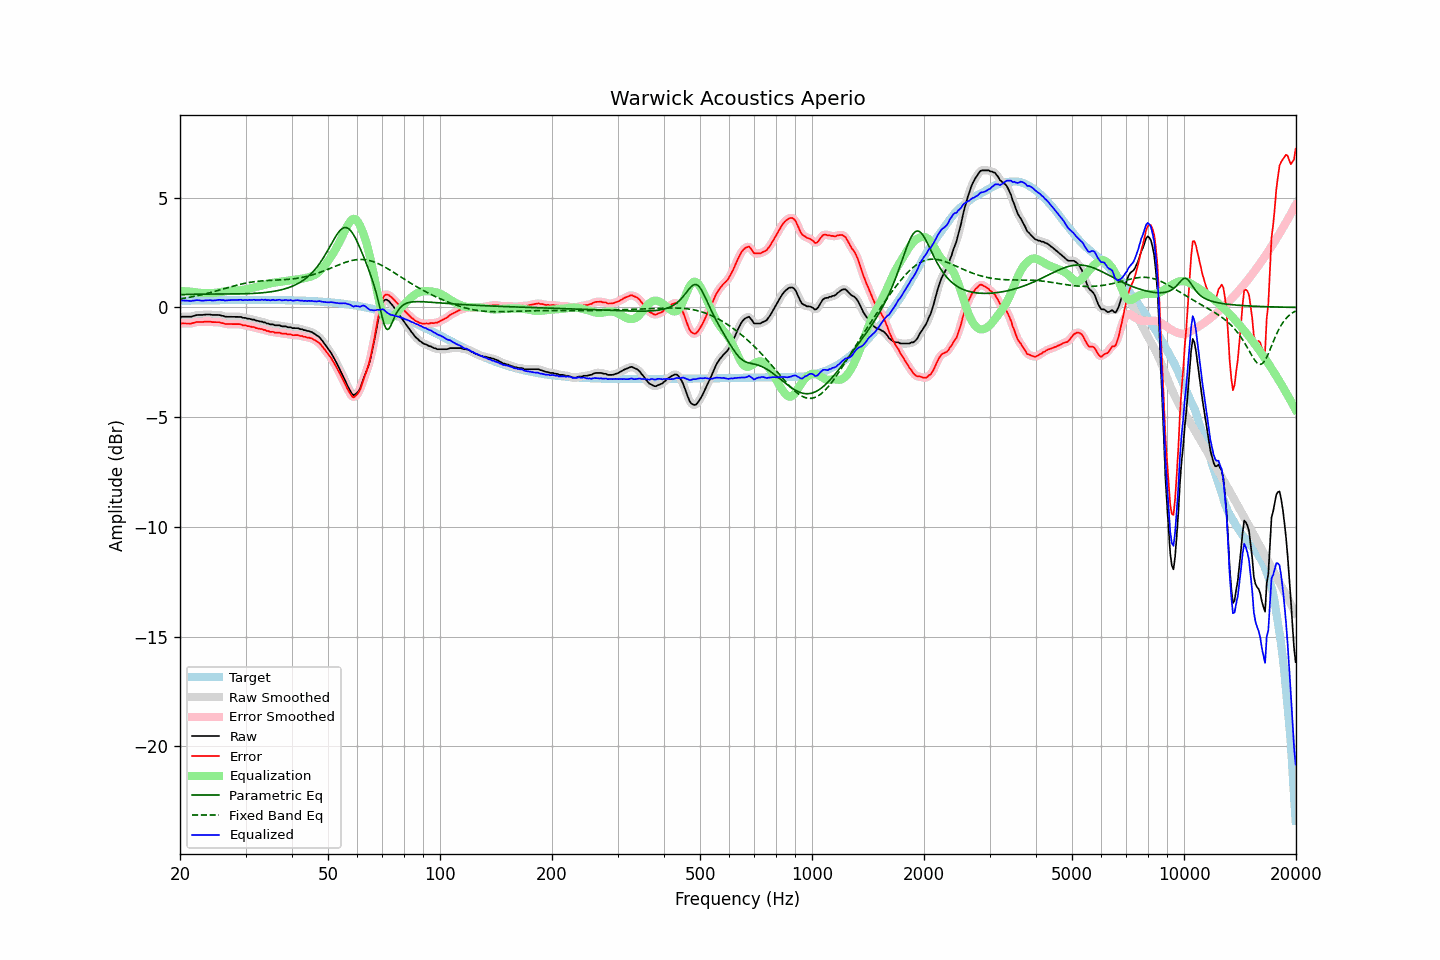 Warwick Acoustics Aperio
Amplitude (dBr)
5
0
−5
−10
−15
−20
Target
Raw Smoothed
Error Smoothed
Raw
Error
Equalization
Parametric Eq
Fixed Band Eq
Equalized
20 50 100 200 500 1000 2000 5000 10000 20000
Frequency (Hz)